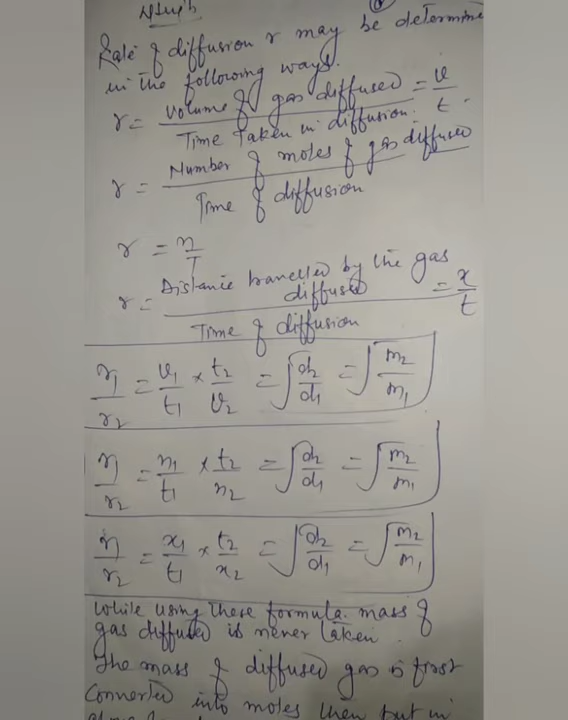 Rate of diffusion r may be determine
in the following ways.
r = Volume of gas diffused / Time Taken in diffusion = v/t.
r = Number of moles of gas diffused / Time of diffusion
r = n/T
r = Distance travelled by the gas diffused / Time of diffusion = x/t
r1/r2 = v1/t1 × t2/v2 = √d2/d1 = √m2/m1
r1/r2 = n1/t1 × t2/n2 = √d2/d1 = √m2/m1
r1/r2 = x1/t1 × t2/x2 = √d2/d1 = √m2/m1
While using these formula. mass of
gas diffused is never taken.
The mass of diffused gas is first
Converted into moles then put in